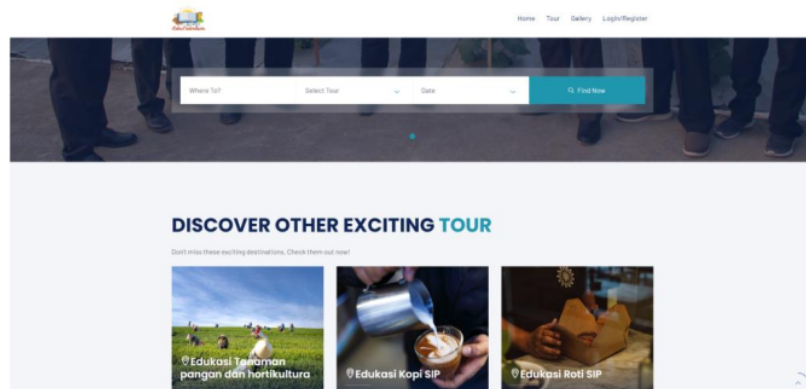 Home Tour Gallery Login/Register
Where To? Select Tour Date Find Now
DISCOVER OTHER EXCITING TOUR
Don't miss these exciting destinations, Check them out now!
Edukasi Tanaman
pangan dan hortikultura
Edukasi Kopi SIP
Edukasi Roti SIP